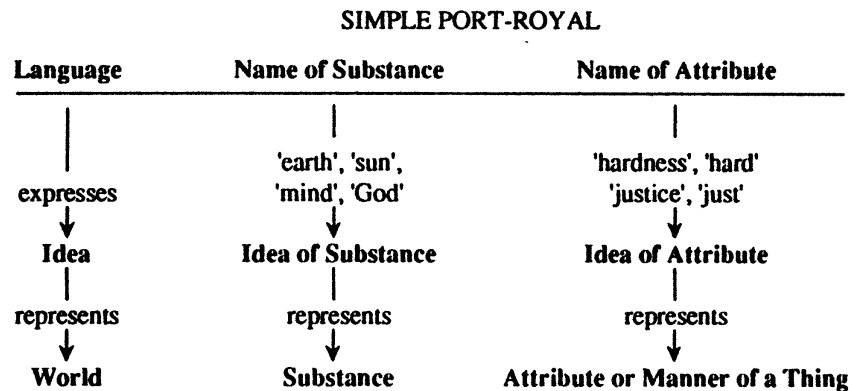 SIMPLE PORT-ROYAL
Language Name of Substance Name of Attribute
'earth', 'sun', 'hardness', 'hard'
expresses 'mind', 'God' 'justice', 'just'
Idea Idea of Substance Idea of Attribute
represents represents represents
World Substance Attribute or Manner of a Thing